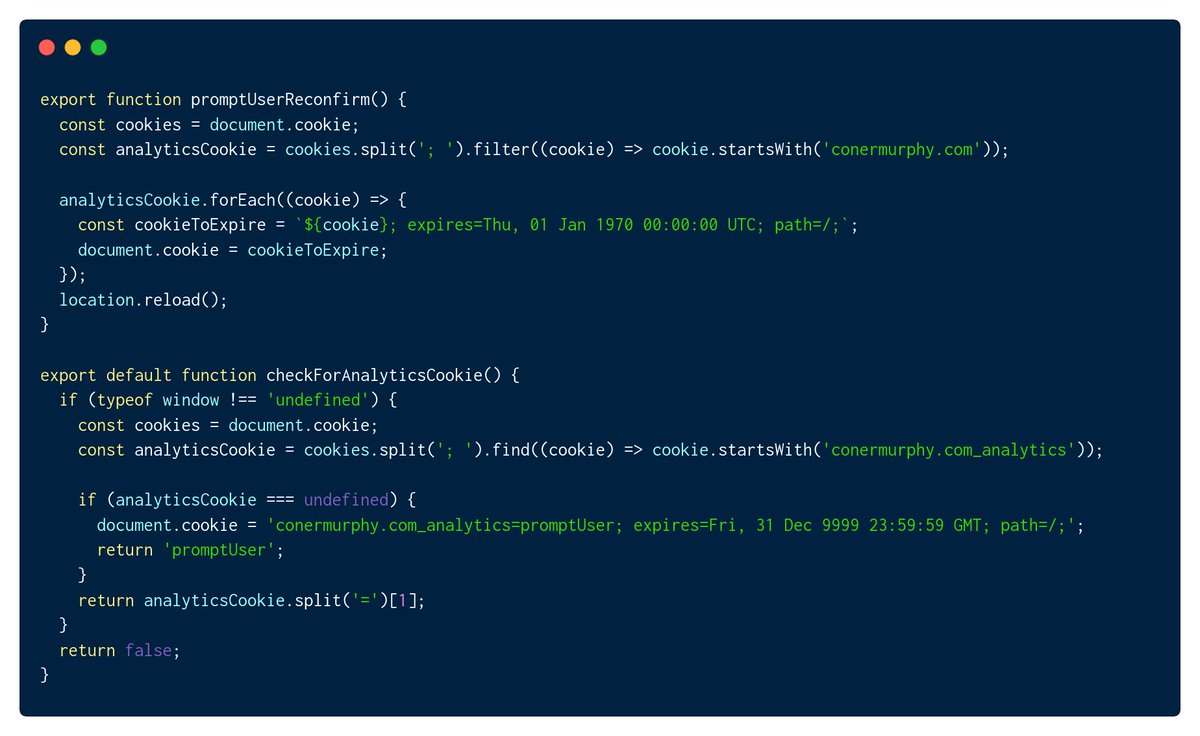 export function promptUserReconfirm() {
  const cookies = document.cookie;
  const analyticsCookie = cookies.split('; ').filter((cookie) => cookie.startsWith('conermurphy.com'));

  analyticsCookie.forEach((cookie) => {
    const cookieToExpire = `${cookie}; expires=Thu, 01 Jan 1970 00:00:00 UTC; path=/;`;
    document.cookie = cookieToExpire;
  });
  location.reload();
}

export default function checkForAnalyticsCookie() {
  if (typeof window !== 'undefined') {
    const cookies = document.cookie;
    const analyticsCookie = cookies.split('; ').find((cookie) => cookie.startsWith('conermurphy.com_analytics'));

    if (analyticsCookie === undefined) {
      document.cookie = 'conermurphy.com_analytics=promptUser; expires=Fri, 31 Dec 9999 23:59:59 GMT; path=/;';
      return 'promptUser';
    }
    return analyticsCookie.split('=')[1];
  }
  return false;
}